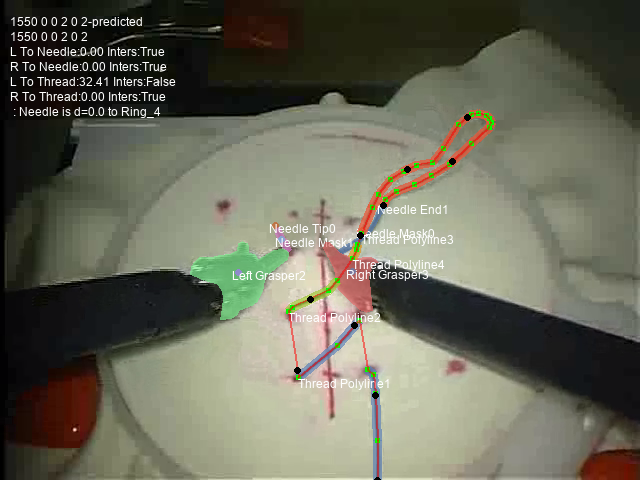 1550 0 0 2 0 2-predicted
1550 0 0 2 0 2
L To Needle:0.00 Inters:True
R To Needle:0.00 Inters:True
L To Thread:32.41 Inters:False
R To Thread:0.00 Inters:True
: Needle is d=0.0 to Ring_4
Needle End1
Needle Tip0
Needle Mask0
Thread Polyline3
Needle Mask1
Thread Polyline4
Left Grasper2
Right Grasper3
Thread Polyline2
Thread Polyline1